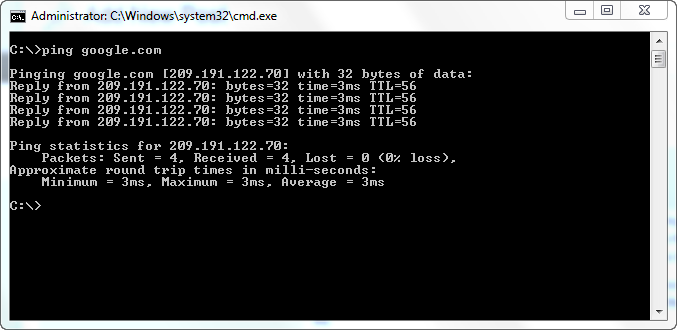 Administrator: C:\Windows\system32\cmd.exe
C:\>ping google.com
Pinging google.com [209.191.122.70] with 32 bytes of data:
Reply from 209.191.122.70: bytes=32 time=3ms TTL=56
Reply from 209.191.122.70: bytes=32 time=3ms TTL=56
Reply from 209.191.122.70: bytes=32 time=3ms TTL=56
Reply from 209.191.122.70: bytes=32 time=3ms TTL=56
Ping statistics for 209.191.122.70:
    Packets: Sent = 4, Received = 4, Lost = 0 (0% loss),
Approximate round trip times in milli-seconds:
    Minimum = 3ms, Maximum = 3ms, Average = 3ms
C:\>